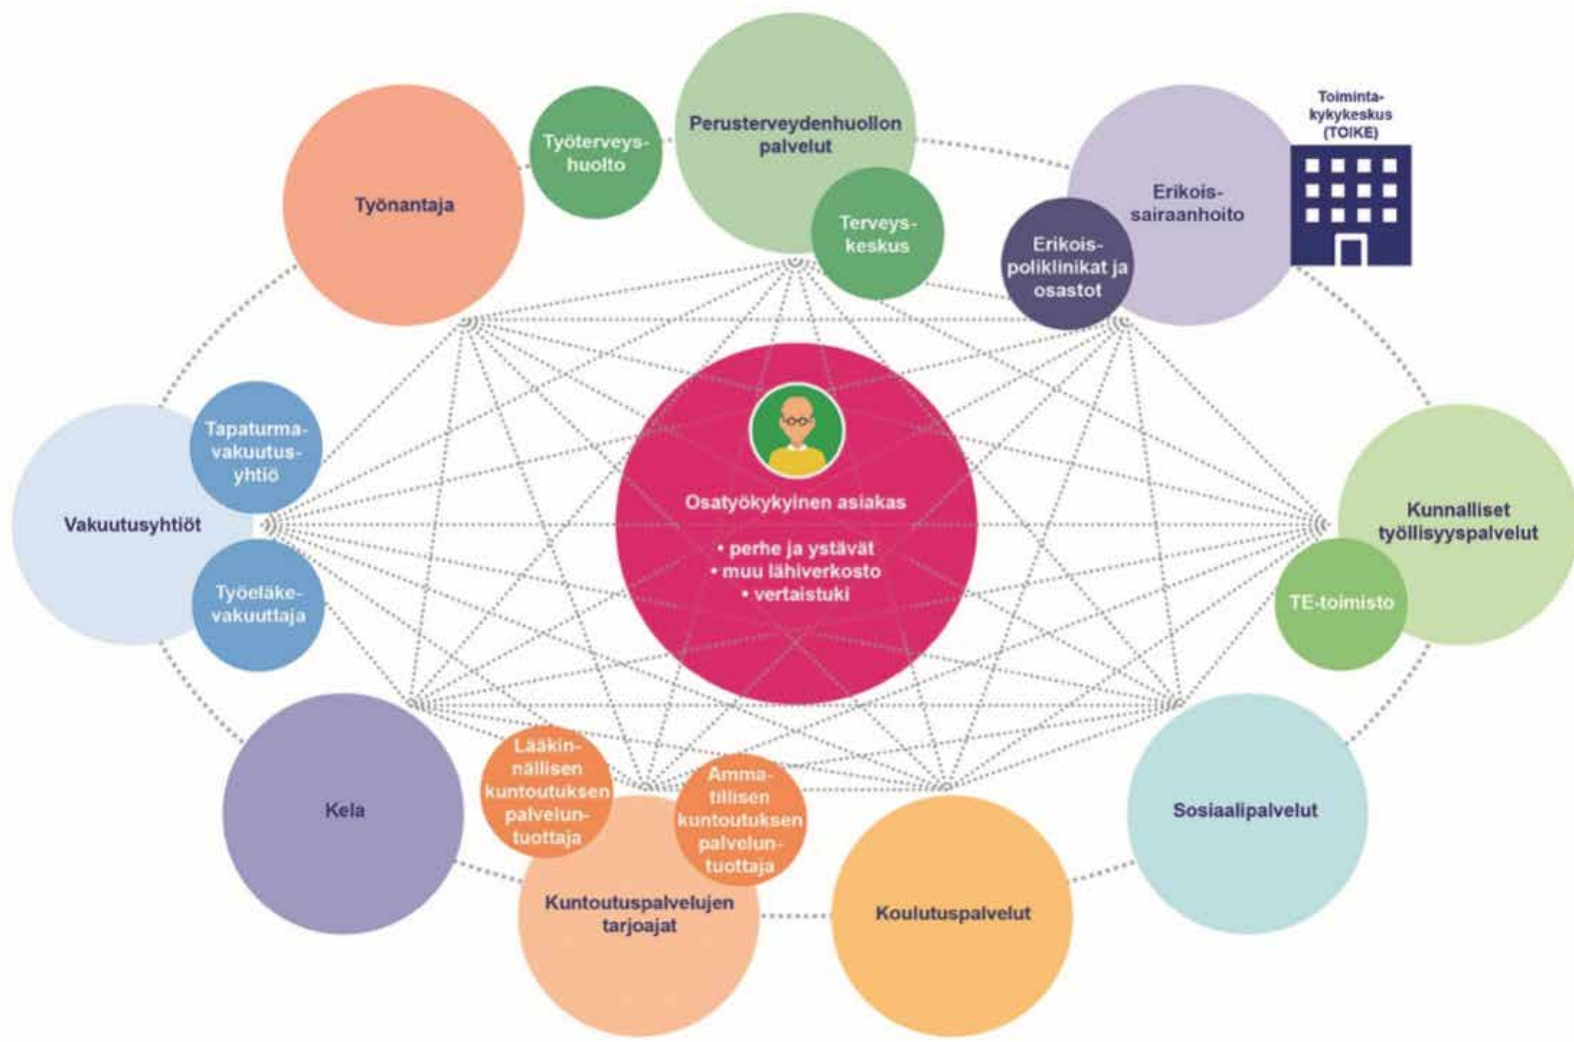 Toiminta-
kykykeskus
(TOIKE)
Perusterveydenhuollon
palvelut
Työterveys-
huolto
Työnantaja
Erikois-
sairaanhoito
Terveys-
keskus
Erikois-
poliklinikat ja
osastot
Tapaturma-
vakuutus-
yhtiö
Vakuutusyhtiöt
Työeläke-
vakuuttaja
Osatyökykyinen asiakas
• perhe ja ystävät
• muu lähiverkosto
• vertaistuki
Kunnalliset
työllisyyspalvelut
TE-toimisto
Kela
Lääkin-
nällisen
kuntoutuksen
palvelun-
tuottaja
Amma-
tillisen
kuntoutuksen
palvelun-
tuottaja
Kuntoutuspalvelujen
tarjoajat
Koulutuspalvelut
Sosiaalipalvelut